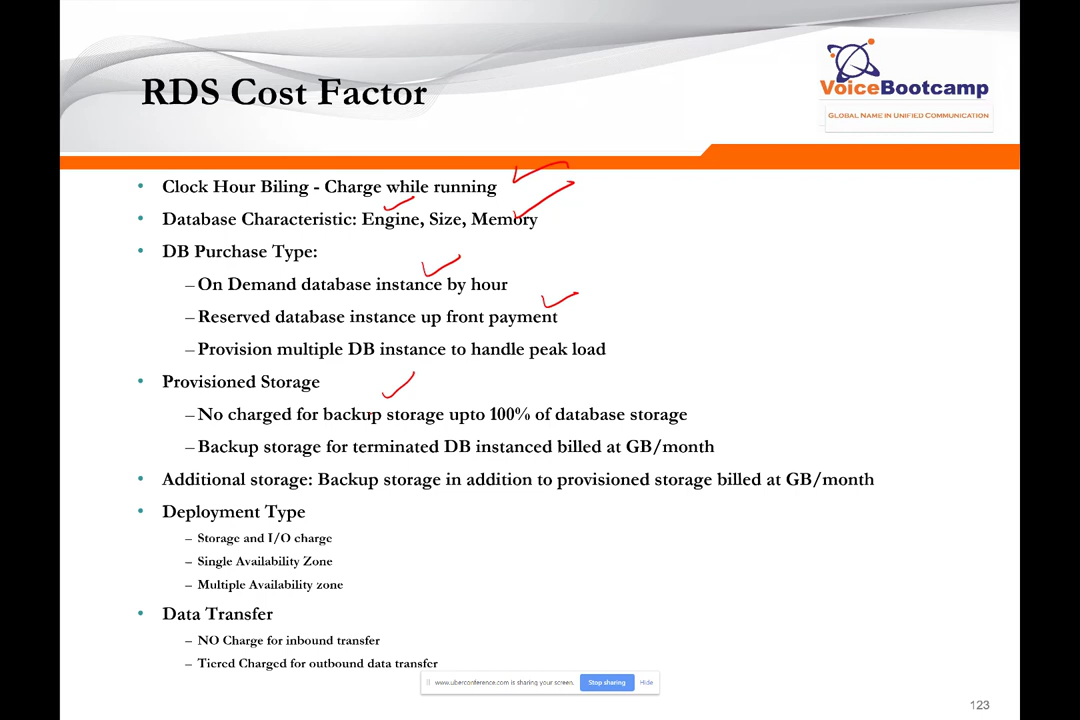 RDS Cost Factor
VoiceBootcamp
GLOBAL NAME IN UNIFIED COMMUNICATION
• Clock Hour Biling - Charge while running
• Database Characteristic: Engine, Size, Memory
• DB Purchase Type:
– On Demand database instance by hour
– Reserved database instance up front payment
– Provision multiple DB instance to handle peak load
• Provisioned Storage
– No charged for backup storage upto 100% of database storage
– Backup storage for terminated DB instanced billed at GB/month
• Additional storage: Backup storage in addition to provisioned storage billed at GB/month
• Deployment Type
– Storage and I/O charge
– Single Availability Zone
– Multiple Availability zone
• Data Transfer
– NO Charge for inbound transfer
– Tiered Charged for outbound data transfer
www.uberconference.com is sharing your screen. Stop sharing Hide
123